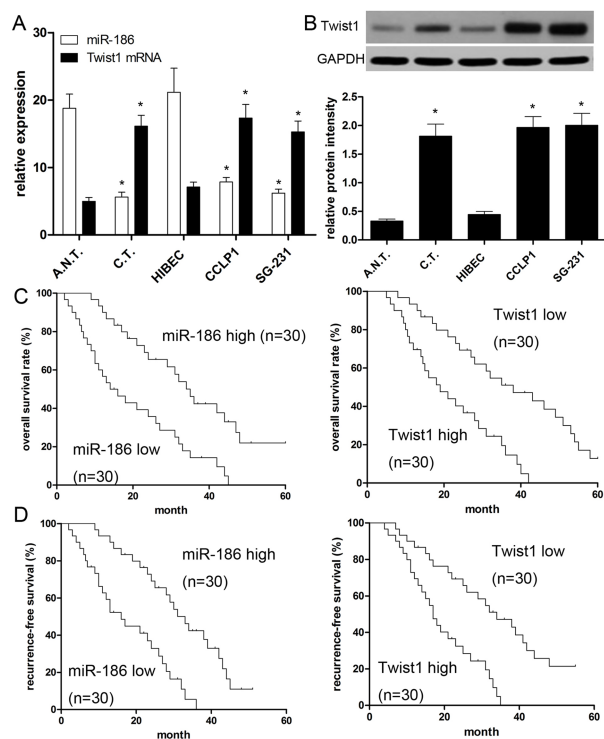 A
miR-186
Twist1 mRNA
relative expression
30
20
10
0
*
*
*
*
*
*
A.N.T.
C.T.
HIBEC
CCLP1
SG-231
B
Twist1
GAPDH
relative protein intensity
2.5
2.0
1.5
1.0
0.5
0.0
*
*
*
A.N.T.
C.T.
HIBEC
CCLP1
SG-231
C
overall survival rate (%)
100
80
60
40
20
0
miR-186 high (n=30)
miR-186 low
(n=30)
0
20
40
60
month
overall survival rate (%)
100
80
60
40
20
0
Twist1 low
(n=30)
Twist1 high
(n=30)
0
20
40
60
month
D
recurrence-free survival (%)
100
80
60
40
20
0
miR-186 high
(n=30)
miR-186 low
(n=30)
0
20
40
60
month
recurrence-free survival (%)
100
80
60
40
20
0
Twist1 low
(n=30)
Twist1 high
(n=30)
0
20
40
60
month